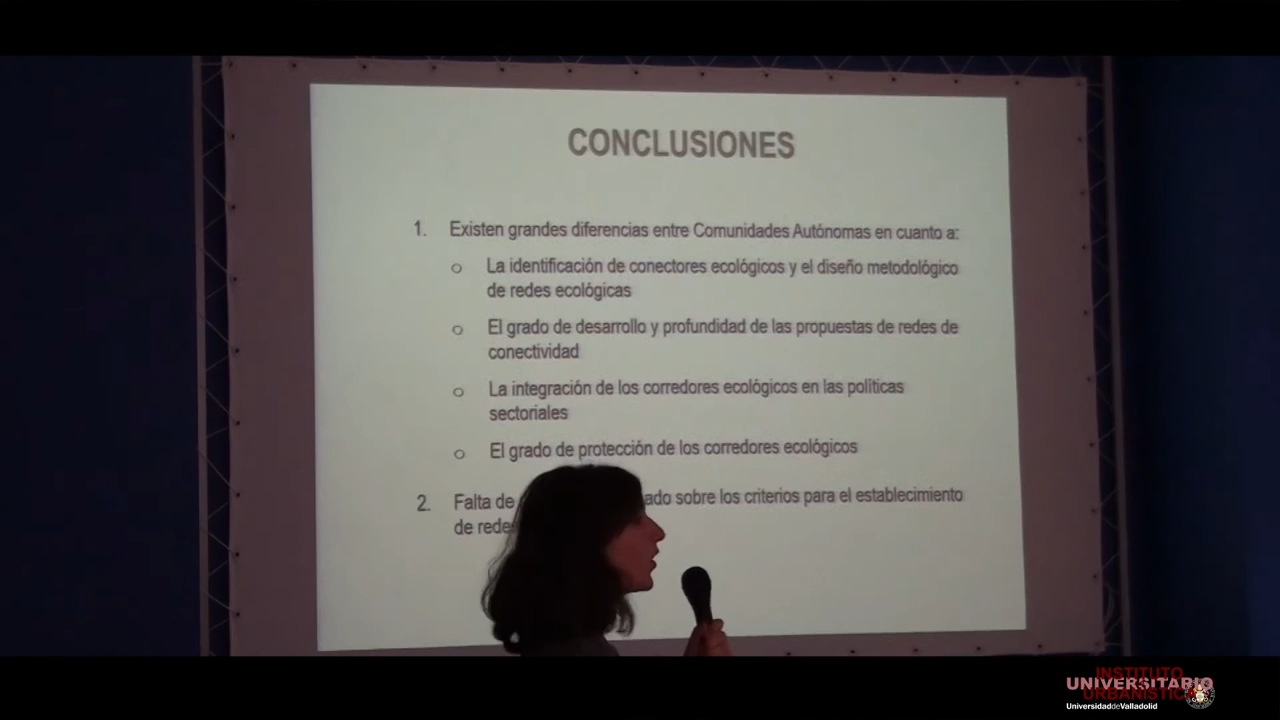 CONCLUSIONES
1. Existen grandes diferencias entre Comunidades Autónomas en cuanto a:
o La identificación de conectores ecológicos y el diseño metodológico
de redes ecológicas
o El grado de desarrollo y profundidad de las propuestas de redes de
conectividad
o La integración de los corredores ecológicos en las políticas
sectoriales
o El grado de protección de los corredores ecológicos
2. Falta de sobre los criterios para el establecimiento
de
INSTITUTO
UNIVERSITARIO
URBANÍSTICA
UniversidaddeValladolid